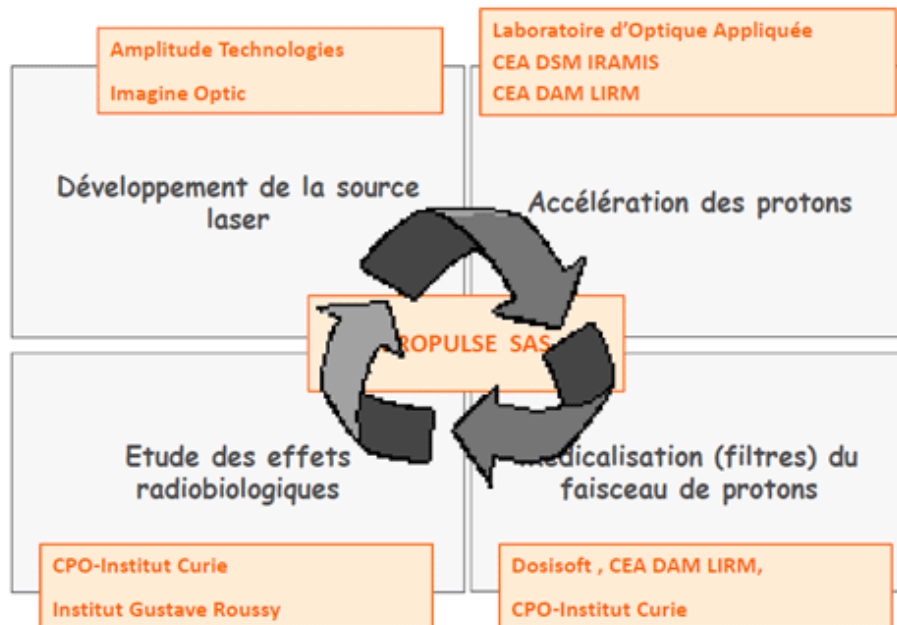 Amplitude Technologies
Imagine Optic
Laboratoire d'Optique Appliquée
CEA DSM IRAMIS
CEA DAM LIRM
Développement de la source
laser
Accélération des protons
SAS
Etude des effets
radiobiologiques
(filtres) du
faisceau de protons
CPO-Institut Curie
Institut Gustave Roussy
Dosisoft , CEA DAM LIRM,
CPO-Institut Curie